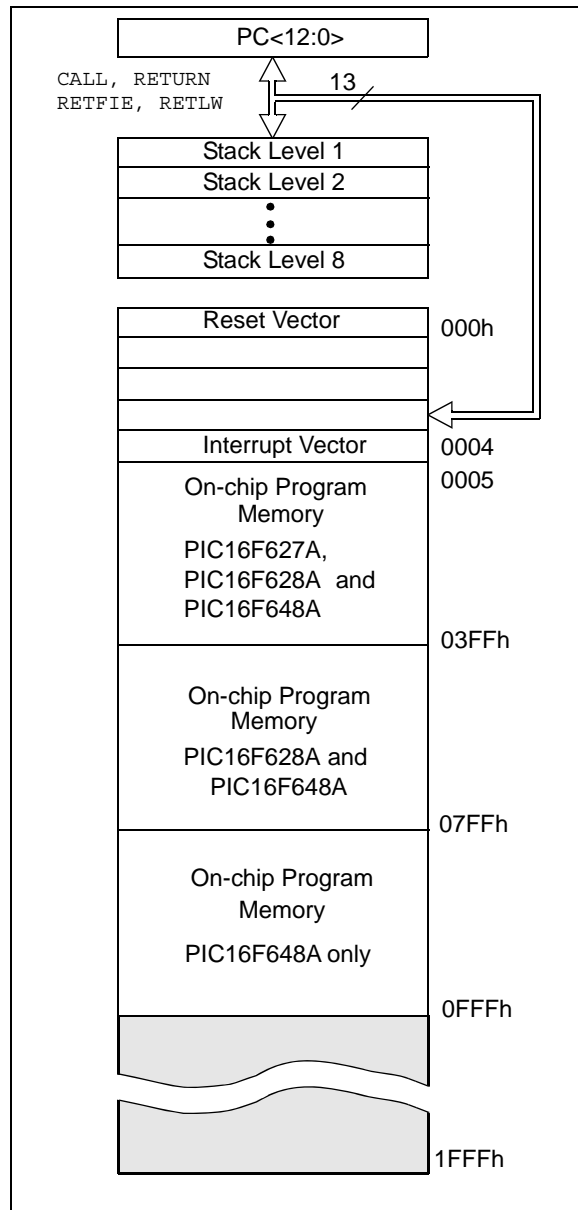 PC<12:0>
CALL, RETURN
RETFIE, RETLW
13
Stack Level 1
Stack Level 2
Stack Level 8
Reset Vector
000h
Interrupt Vector
0004
0005
On-chip Program
Memory
PIC16F627A,
PIC16F628A and
PIC16F648A
03FFh
On-chip Program
Memory
PIC16F628A and
PIC16F648A
07FFh
On-chip Program
Memory
PIC16F648A only
0FFFh
1FFFh